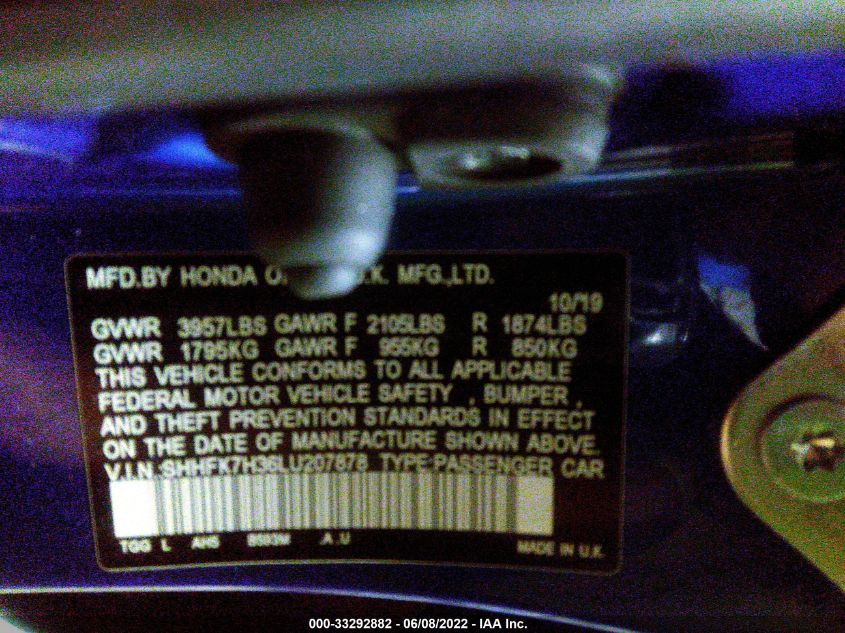 MFD.BY HONDA O .K. MFG.,LTD.
10/19
GVWR 3957LBS GAWR F 2105LBS R 1874LBS
GVWR 1795KG GAWR F 955KG R 850KG
THIS VEHICLE CONFORMS TO ALL APPLICABLE
FEDERAL MOTOR VEHICLE SAFETY , BUMPER ,
AND THEFT PREVENTION STANDARDS IN EFFECT
ON THE DATE OF MANUFACTURE SHOWN ABOVE.
V.I.N. SHHFK7H36LU207878 TYPE:PASSENGER CAR
TGG L AH5 B593M .A .U
MADE IN U.K.
000-33292882 - 06/08/2022 - IAA Inc.